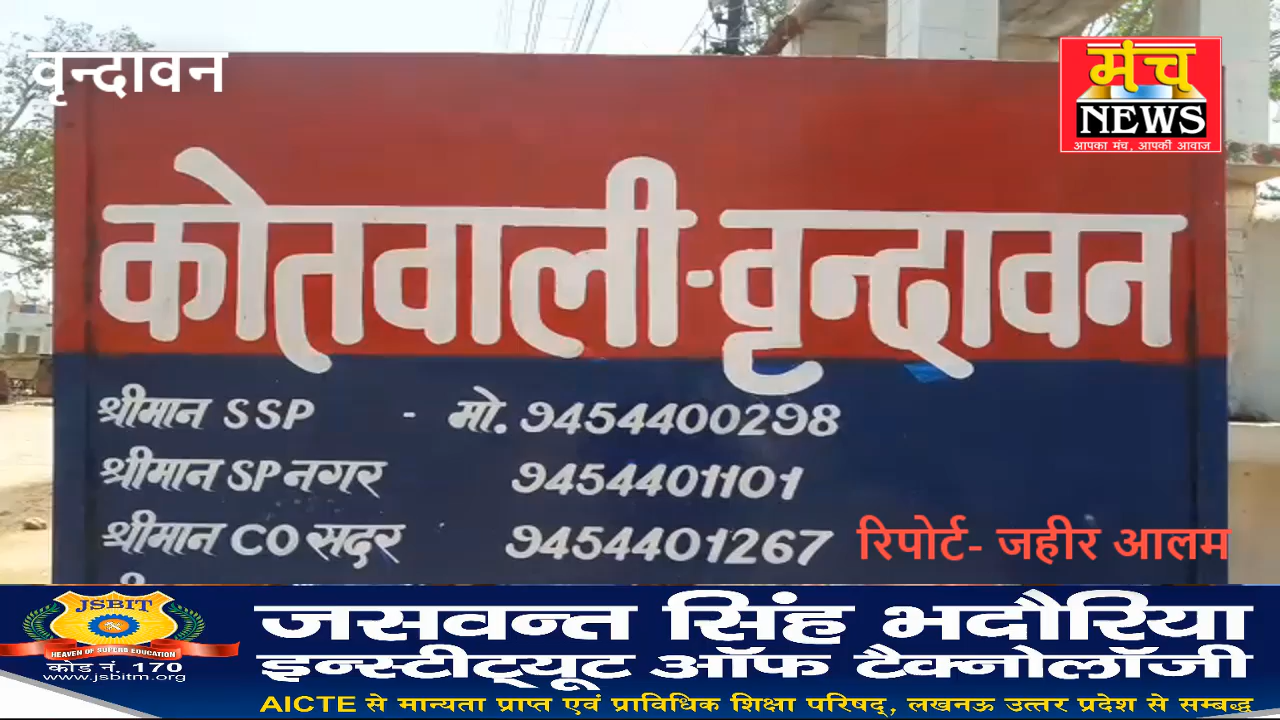 वृन्दावन
मंच
NEWS
आपका मंच, आपकी आवाज
कोतवाली-वृन्दावन
श्रीमान SSP - मो. 9454400298
श्रीमान SP नगर 9454401101
श्रीमान CO सदर 9454401267
रिपोर्ट- जहीर आलम
JSBIT
HEAVEN OF SUPERB EDUCATION
कोड नं. 170
www.jsbitm.org
जसवन्त सिंह भदौरिया
इन्स्टीट्यूट ऑफ टैक्नोलॉजी
AICTE से मान्यता प्राप्त एवं प्राविधिक शिक्षा परिषद्, लखनऊ उत्तर प्रदेश से सम्बद्ध